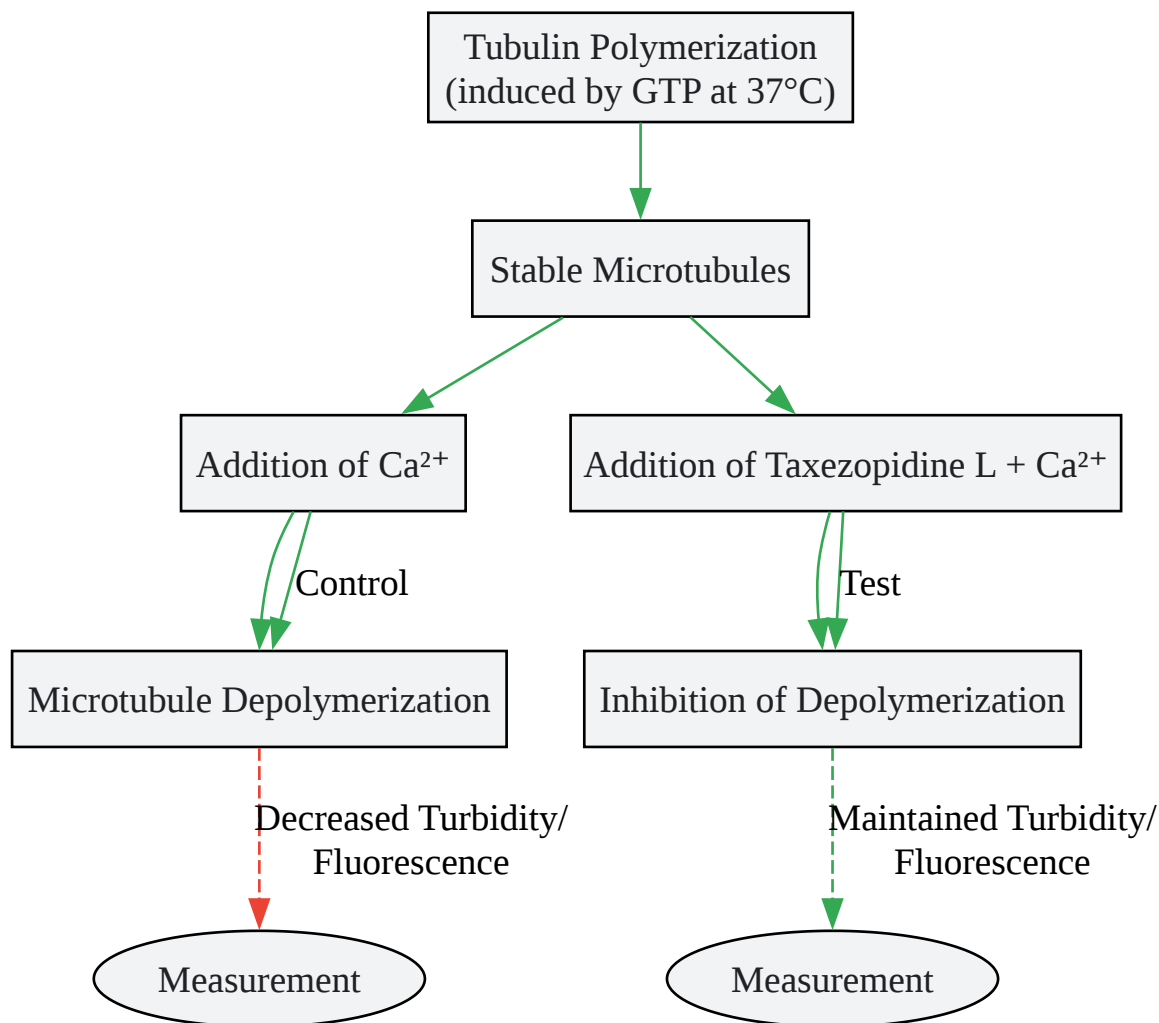 Tubulin Polymerization
(induced by GTP at 37°C)
Stable Microtubules
Addition of Ca²⁺
Addition of Taxezopidine L + Ca²⁺
Control
Test
Microtubule Depolymerization
Inhibition of Depolymerization
Decreased Turbidity/
Fluorescence
Maintained Turbidity/
Fluorescence
Measurement
Measurement